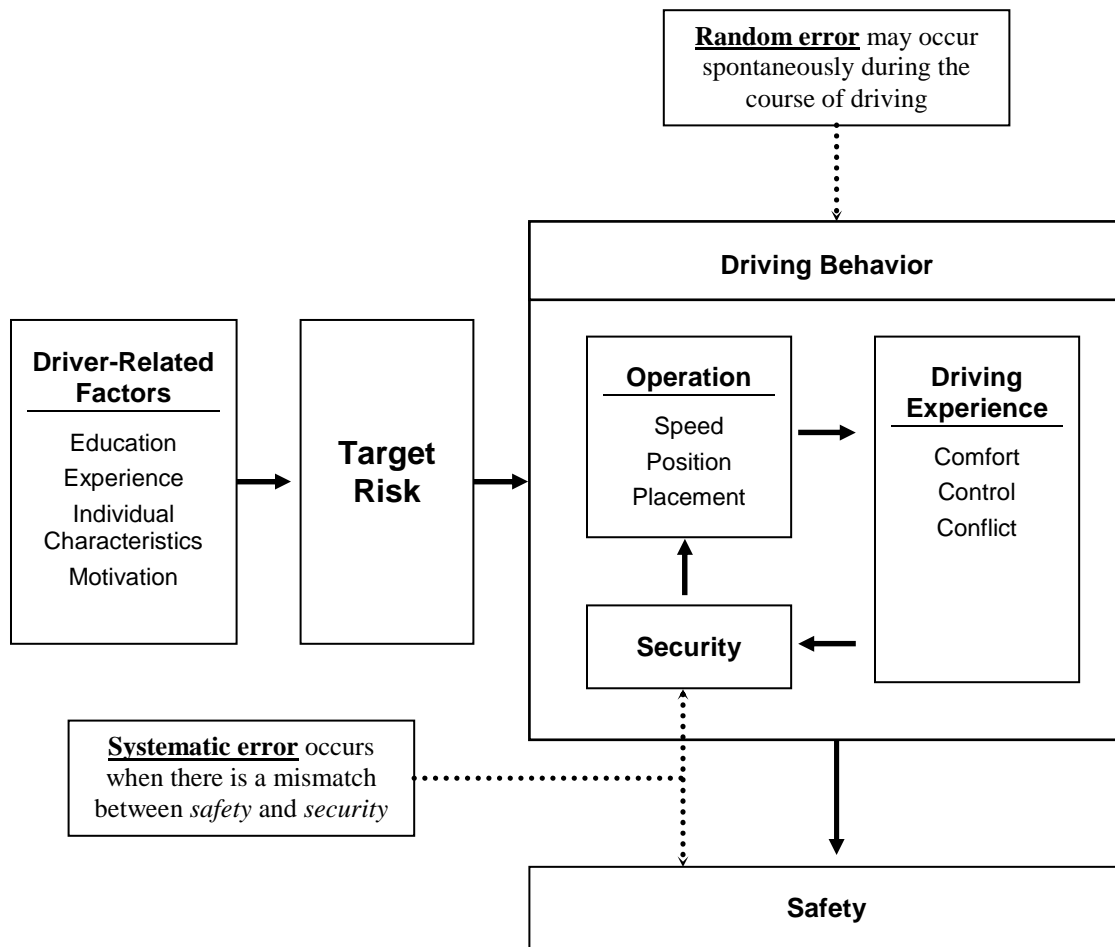 Random error may occur
spontaneously during the
course of driving
Driving Behavior
Driver-Related
Factors
Education
Experience
Individual
Characteristics
Motivation
Target
Risk
Operation
Speed
Position
Placement
Driving
Experience
Comfort
Control
Conflict
Security
Systematic error occurs
when there is a mismatch
between safety and security
Safety